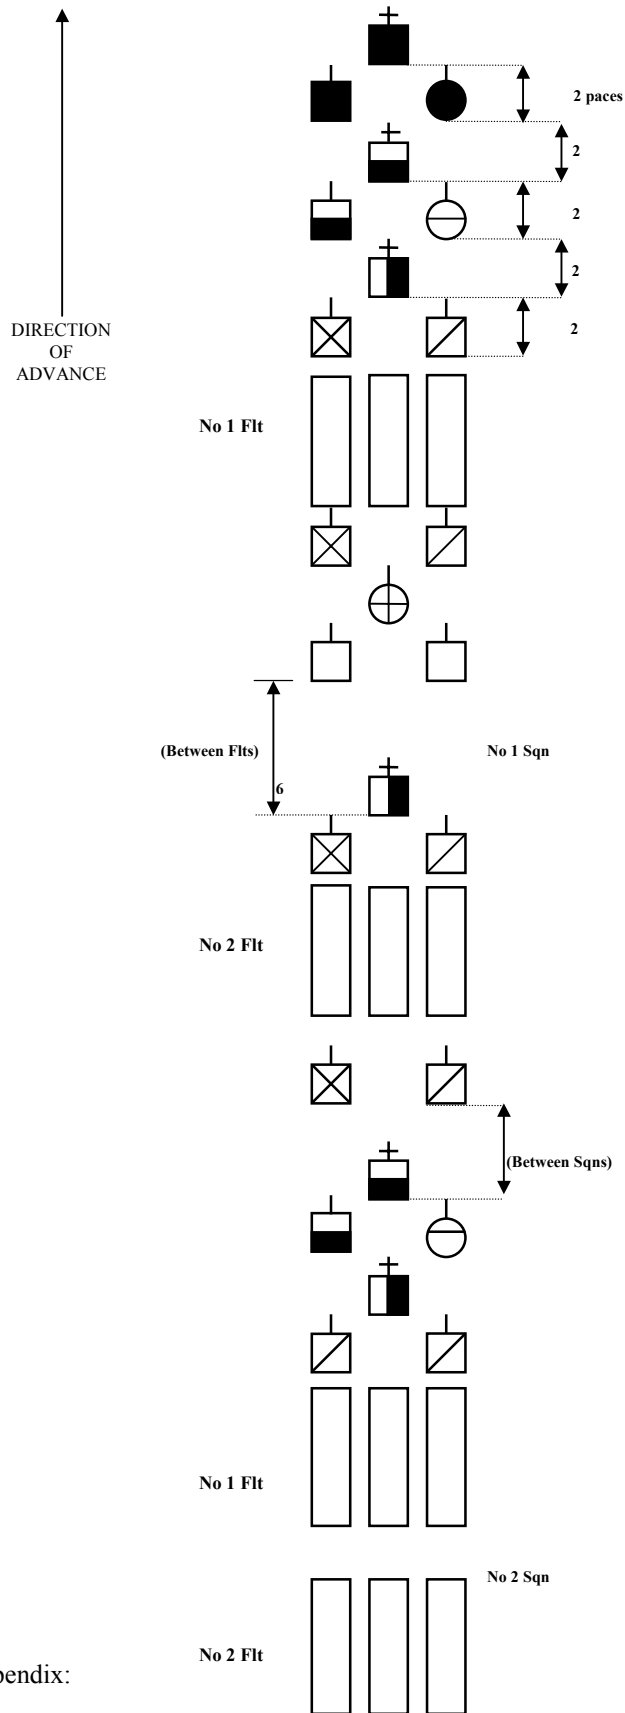 2 paces
2
2
2
2
DIRECTION
OF
ADVANCE
No 1 Flt
(Between Flts)
No 1 Sqn
6
No 2 Flt
(Between Sqns)
No 1 Flt
No 2 Sqn
No 2 Flt
pendix: